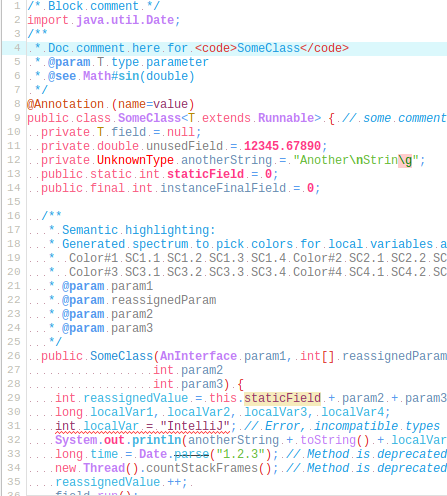 1 /* Block comment */
2 import java.util.Date;
3 /**
4  * Doc comment here for <code>SomeClass</code>
5  * @param T type parameter
6  * @see Math#sin(double)
7  */
8 @Annotation (name=value)
9 public class SomeClass<T extends Runnable> { // some comment
10   private T field = null;
11   private double unusedField = 12345.67890;
12   private UnknownType anotherString = "Another\nStrin\g";
13   public static int staticField = 0;
14   public final int instanceFinalField = 0;
15
16   /**
17    * Semantic highlighting:
18    * Generated spectrum to pick colors for local variables a
19    *  Color#1 SC1.1 SC1.2 SC1.3 SC1.4 Color#2 SC2.1 SC2.2 SC
20    *  Color#3 SC3.1 SC3.2 SC3.3 SC3.4 Color#4 SC4.1 SC4.2 SC
21    * @param param1
22    * @param reassignedParam
23    * @param param2
24    * @param param3
25    */
26   public SomeClass(AnInterface param1, int[] reassignedParam
27                   int param2
28                   int param3) {
29     int reassignedValue = this.staticField + param2 + param3
30     long localVar1, localVar2, localVar3, localVar4;
31     int localVar = "IntelliJ"; // Error, incompatible types
32     System.out.println(anotherString + toString() + localVar
33     long time = Date.parse("1.2.3"); // Method is deprecated
34     new Thread().countStackFrames(); // Method is deprecated
35     reassignedValue ++;
36     field.run();